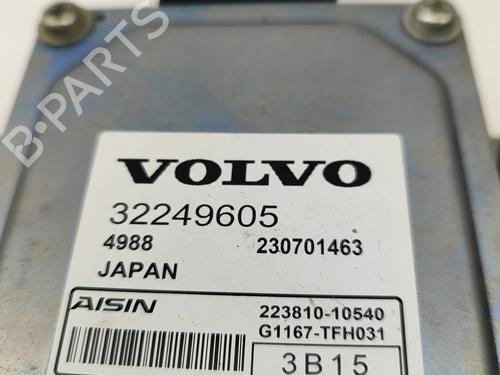 B-PARTS
VOLVO
32249605
4988 230701463
JAPAN
AISIN 223810-10540
G1167-TFH031
3B15